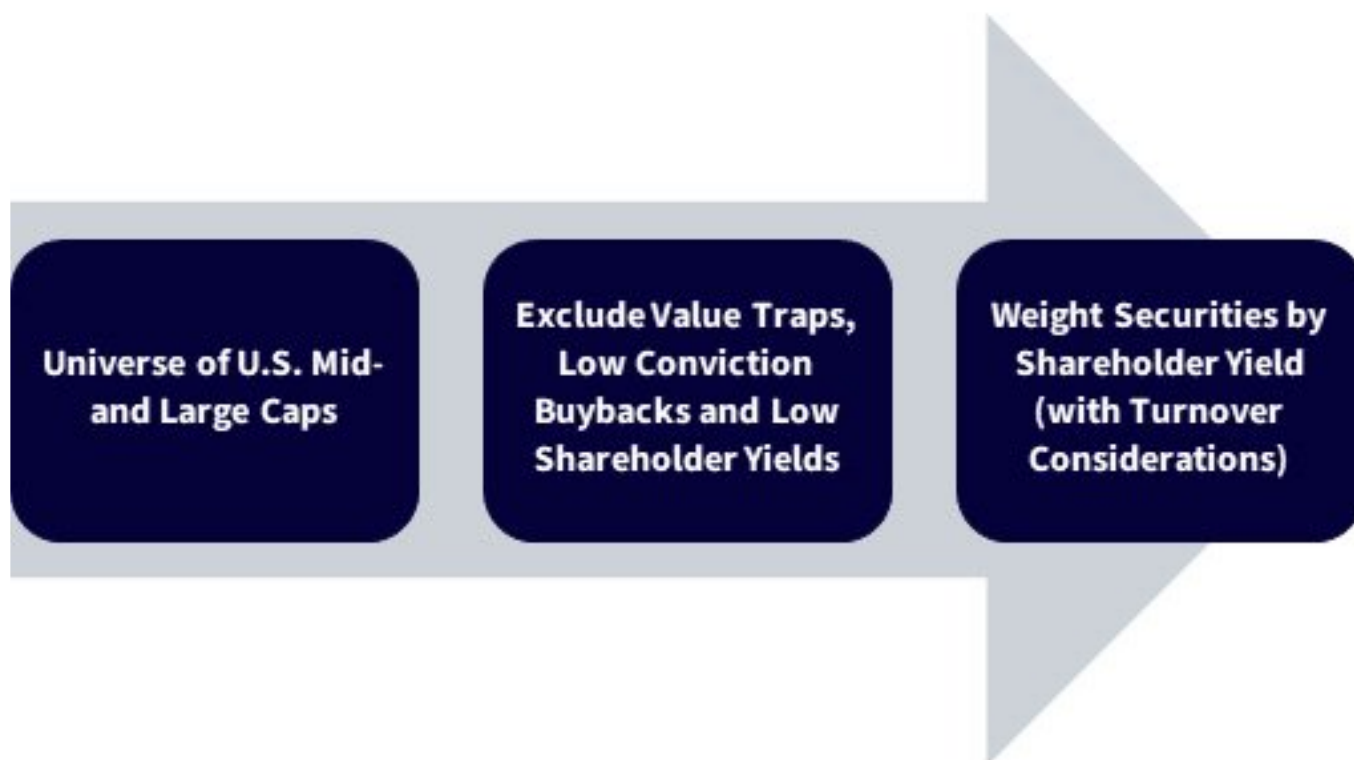 Universe of U.S. Mid-
and Large Caps
Exclude Value Traps,
Low Conviction
Buybacks and Low
Shareholder Yields
Weight Securities by
Shareholder Yield
(with Turnover
Considerations)